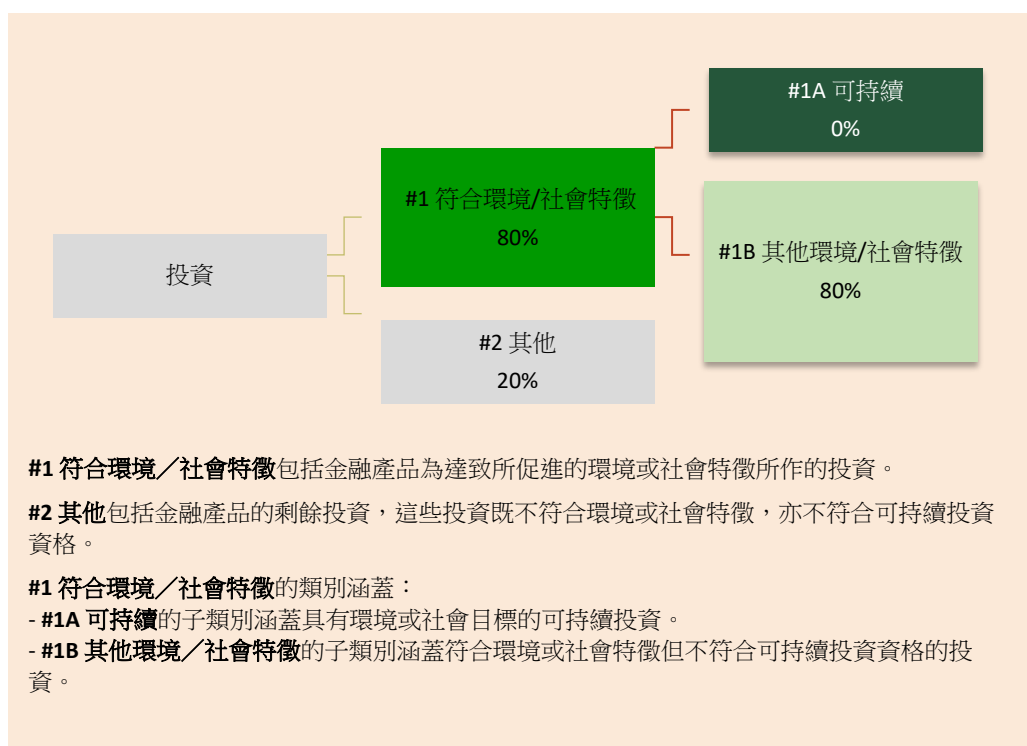 #1A 可持續
0%
#1 符合環境/社會特徵
80%
#1B 其他環境/社會特徵
80%
投資
#2 其他
20%
#1 符合環境／社會特徵包括金融產品為達致所促進的環境或社會特徵所作的投資。
#2 其他包括金融產品的剩餘投資，這些投資既不符合環境或社會特徵，亦不符合可持續投資
資格。
#1 符合環境／社會特徵的類別涵蓋：
- #1A 可持續的子類別涵蓋具有環境或社會目標的可持續投資。
- #1B 其他環境／社會特徵的子類別涵蓋符合環境或社會特徵但不符合可持續投資資格的投
資。